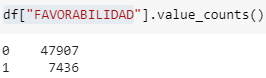 df["FAVORABILIDAD"].value_counts()
0    47907
1     7436